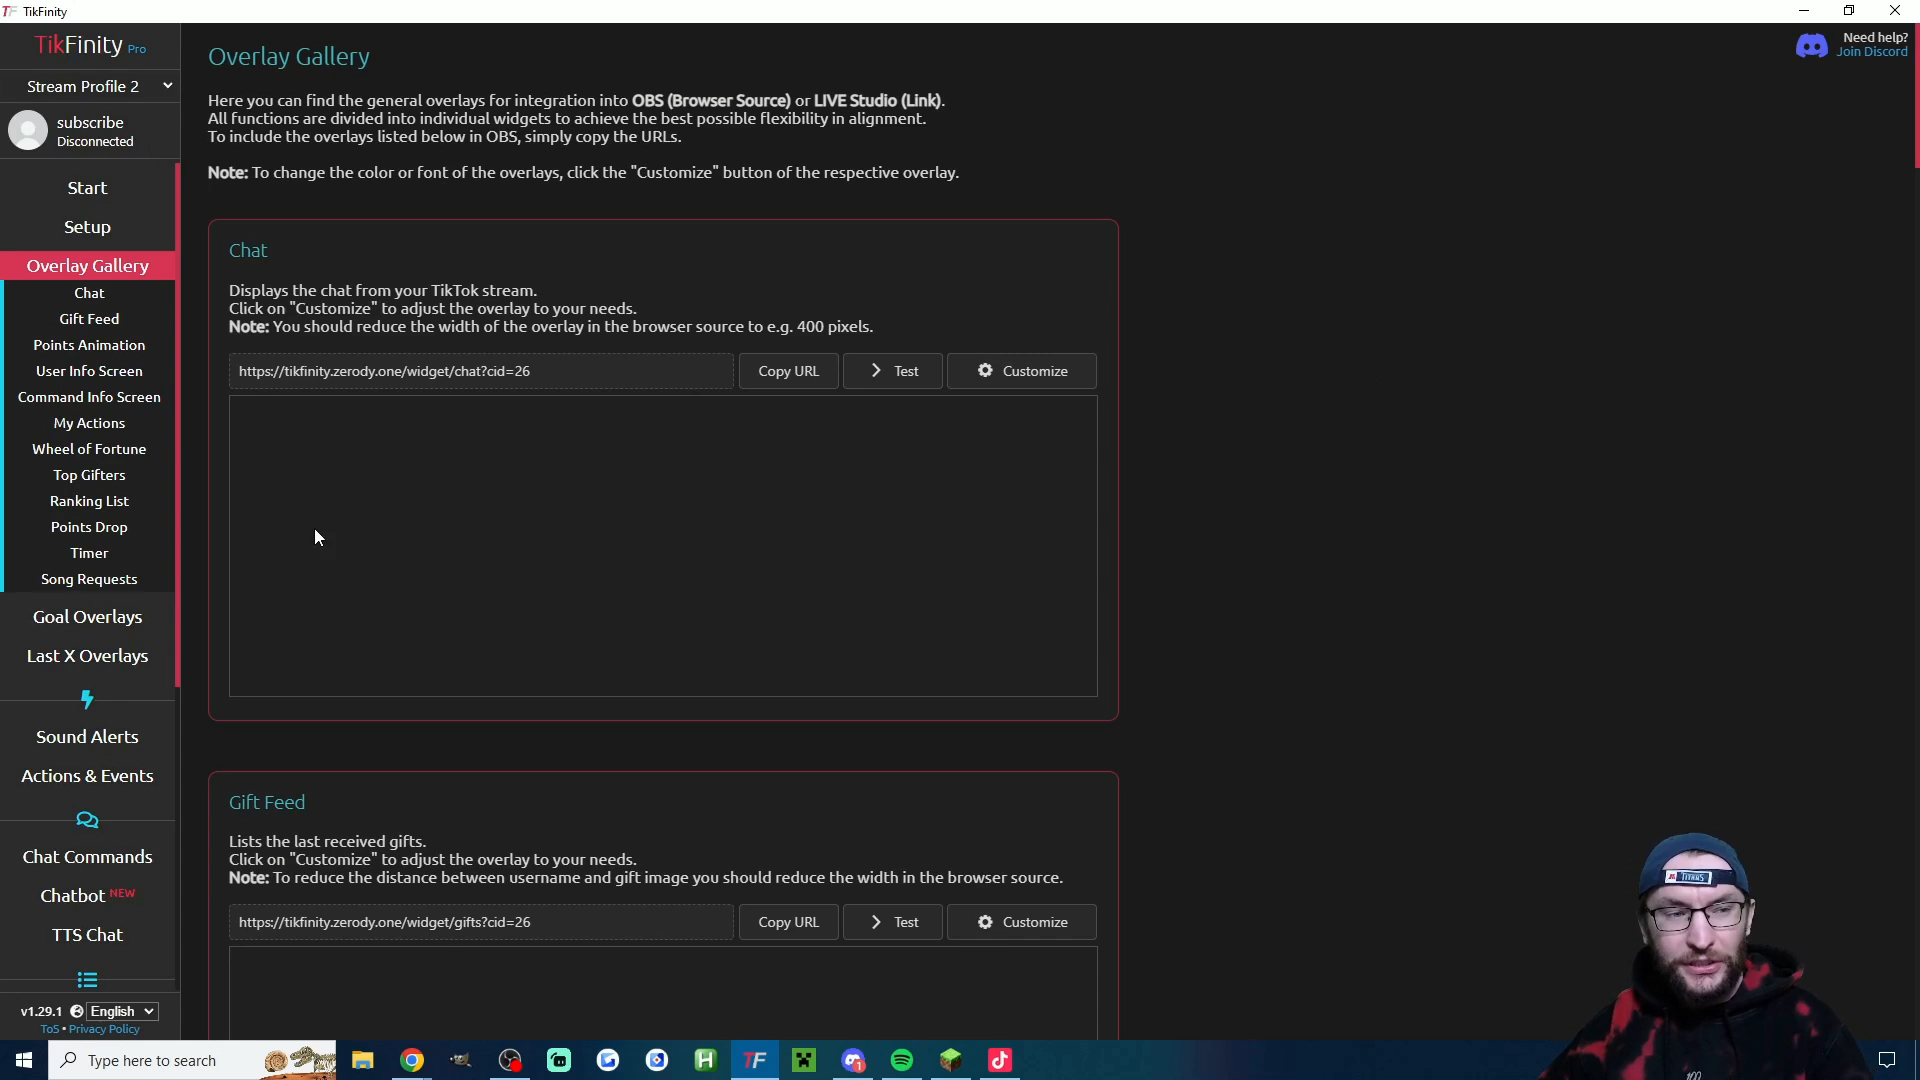 TikFinity
TikFinity Pro
Stream Profile 2
subscribe
Disconnected
Start
Setup
Overlay Gallery
Chat
Gift Feed
Points Animation
User Info Screen
Command Info Screen
My Actions
Wheel of Fortune
Top Gifters
Ranking List
Points Drop
Timer
Song Requests
Goal Overlays
Last X Overlays
Sound Alerts
Actions & Events
Chat Commands
Chatbot NEW
TTS Chat
v1.29.1 English
ToS • Privacy Policy
Overlay Gallery
Here you can find the general overlays for integration into OBS (Browser Source) or LIVE Studio (Link).
All functions are divided into individual widgets to achieve the best possible flexibility in alignment.
To include the overlays listed below in OBS, simply copy the URLs.
Note: To change the color or font of the overlays, click the "Customize" button of the respective overlay.
Need help?
Join Discord
Chat
Displays the chat from your TikTok stream.
Click on "Customize" to adjust the overlay to your needs.
Note: You should reduce the width of the overlay in the browser source to e.g. 400 pixels.
https://tikfinity.zerody.one/widget/chat?cid=26 Copy URL Test Customize
Gift Feed
Lists the last received gifts.
Click on "Customize" to adjust the overlay to your needs.
Note: To reduce the distance between username and gift image you should reduce the width in the browser source.
https://tikfinity.zerody.one/widget/gifts?cid=26 Copy URL Test Customize
Type here to search
TF
1